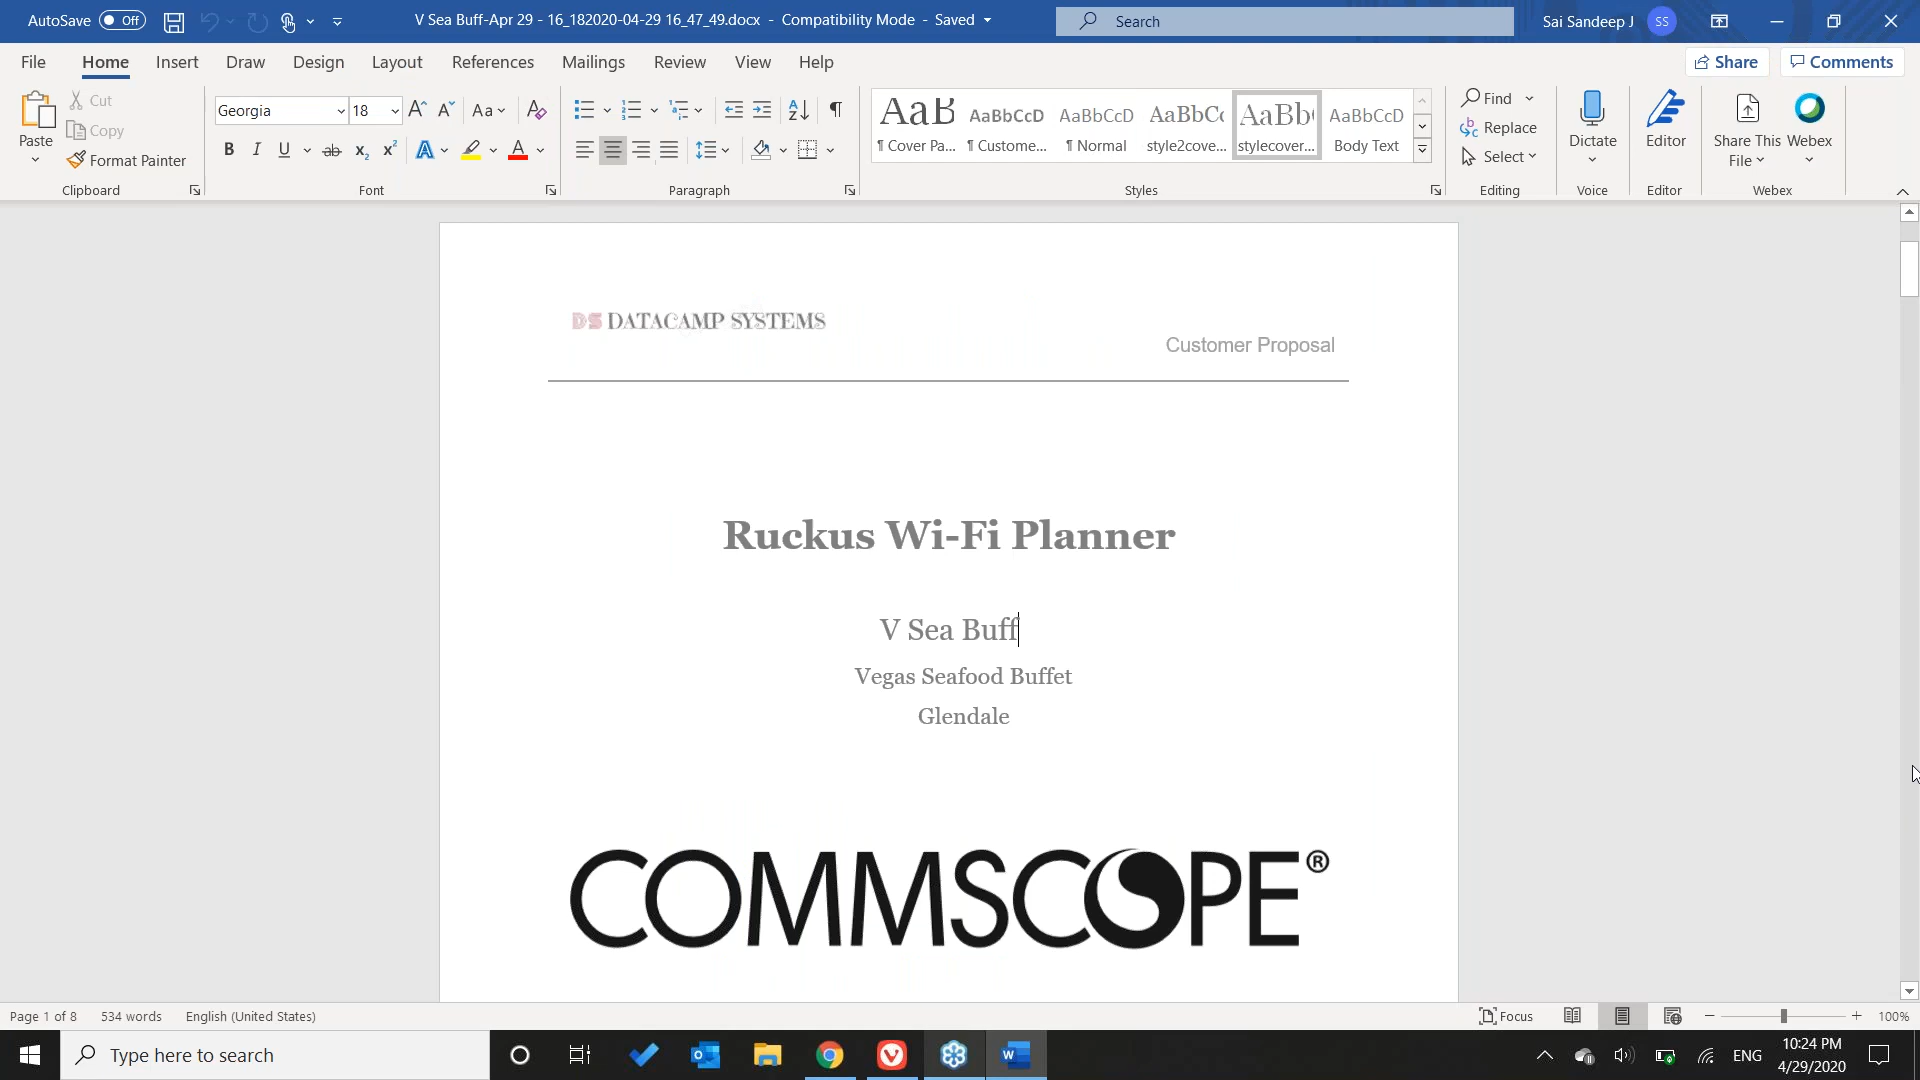 AutoSave Off V Sea Buff-Apr 29 - 16_182020-04-29 16_47_49.docx - Compatibility Mode - Saved Search Sai Sandeep J SS
File Home Insert Draw Design Layout References Mailings Review View Help Share Comments
Paste Cut Copy Format Painter
Clipboard
Georgia 18
Font
Paragraph
AaB AaBbCcD AaBbCcD AaBbCc AaBb AaBbCcD
¶ Cover Pa... ¶ Custome... ¶ Normal style2cove... stylecover... Body Text
Styles
Find
Replace
Select
Editing
Dictate
Voice
Editor
Editor
Share This File
Webex
Webex
DS DATACAMP SYSTEMS
Customer Proposal
Ruckus Wi-Fi Planner
V Sea Buff
Vegas Seafood Buffet
Glendale
COMMSCOPE®
Page 1 of 8 534 words English (United States) Focus 100%
Type here to search ENG 10:24 PM
4/29/2020